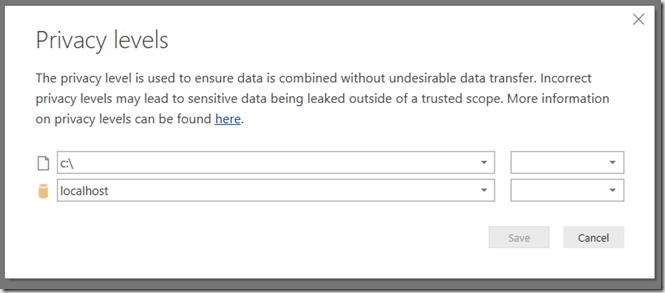 Privacy levels
The privacy level is used to ensure data is combined without undesirable data transfer. Incorrect
privacy levels may lead to sensitive data being leaked outside of a trusted scope. More information
on privacy levels can be found here.
c:\
localhost
Save Cancel